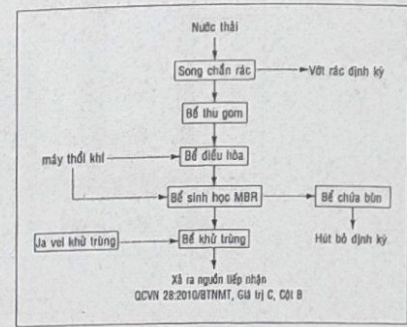 Nước thải
Song chắn rác
Vớt rác định kỳ
Bể thu gom
máy thổi khí
Bể điều hòa
Bể sinh học MBR
Bể chứa bùn
Ja vel khử trùng
Bể khử trùng
Hút bỏ định kỳ
Xả ra nguồn tiếp nhận
QCVN 28:2010/BTNMT, Giá trị C, Cột B